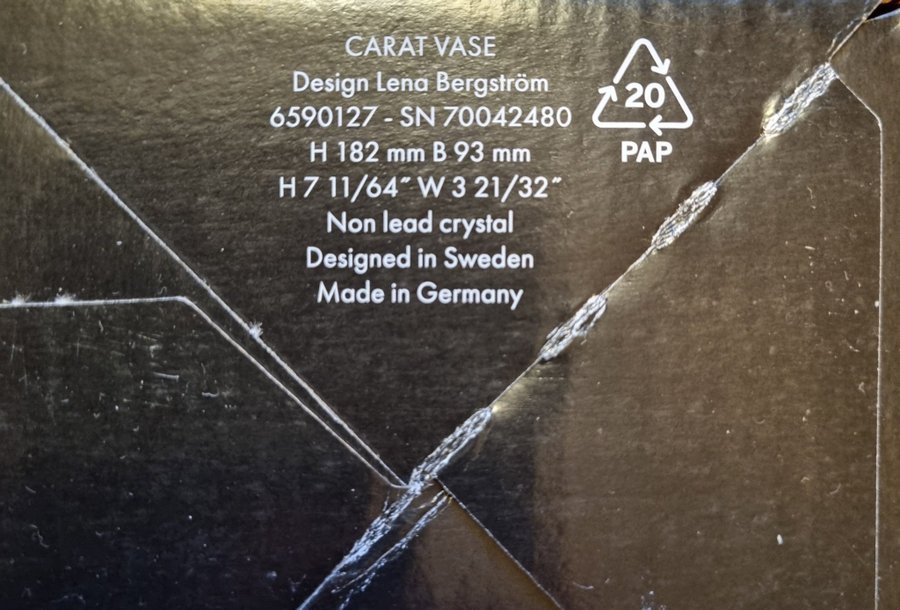 CARAT VASE
Design Lena Bergström
6590127 - SN 70042480
H 182 mm B 93 mm
H 7 11/64˝ W 3 21/32˝
Non lead crystal
Designed in Sweden
Made in Germany
20
PAP